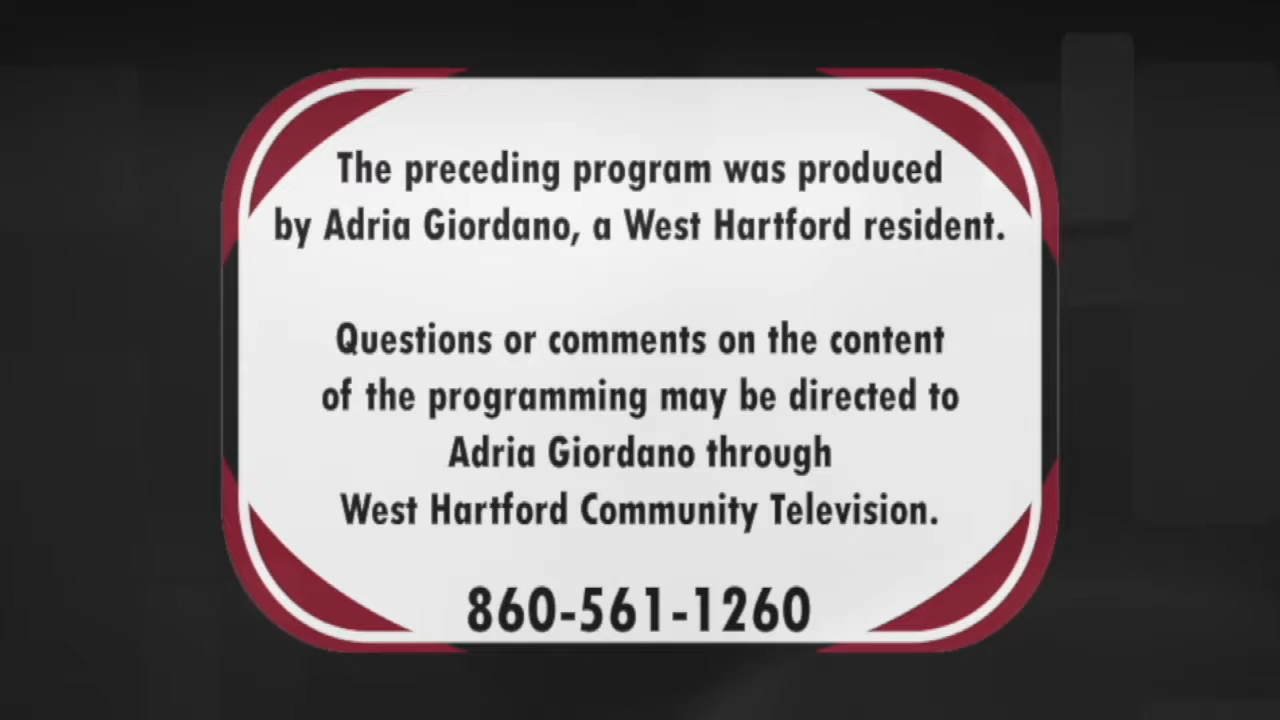 The preceding program was produced
by Adria Giordano, a West Hartford resident.
Questions or comments on the content
of the programming may be directed to
Adria Giordano through
West Hartford Community Television.
860-561-1260